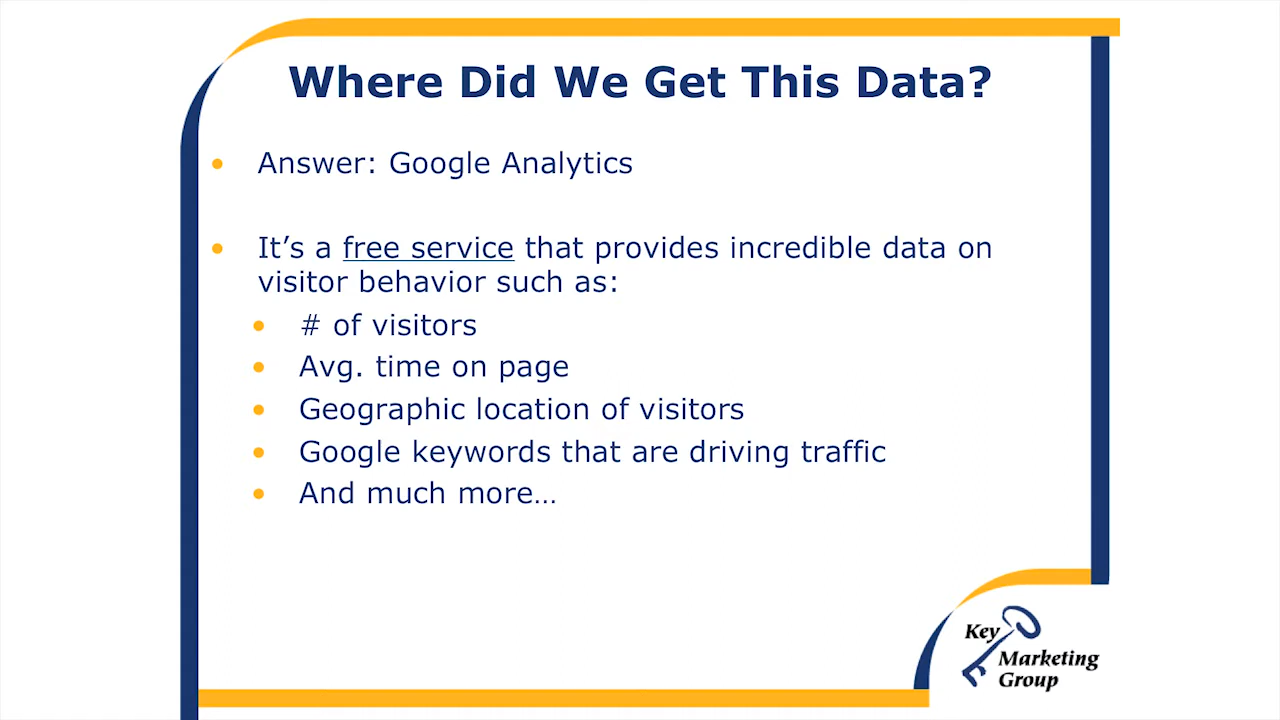 Where Did We Get This Data?
• Answer: Google Analytics
• It’s a free service that provides incredible data on
visitor behavior such as:
• # of visitors
• Avg. time on page
• Geographic location of visitors
• Google keywords that are driving traffic
• And much more…
Key
Marketing
Group